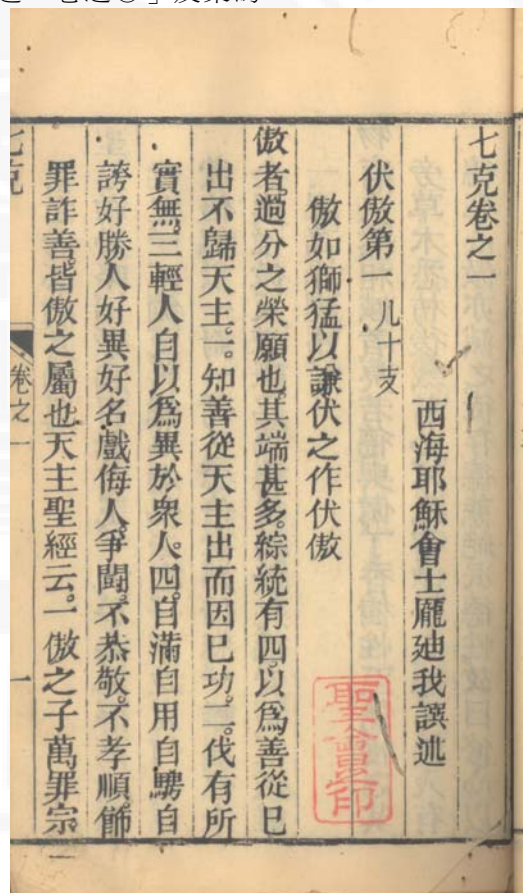 七克卷之一
西海耶穌會士龐廸我譔述
伏傲第一 凡十支
傲如獅猛以謙伏之作伏傲
傲者過分之榮願也其端甚多綜統有四以爲善從巳
出不歸天主一。知善從天主出而因巳功二。伐有所
實無三輕人自以爲異於衆人四。自滿自用自騁自
誇好勝人好異好名戲侮人爭鬪不恭敬不孝順飾
罪詐善皆傲之屬也天主聖經云一傲之子萬罪宗
七克
卷之一
一